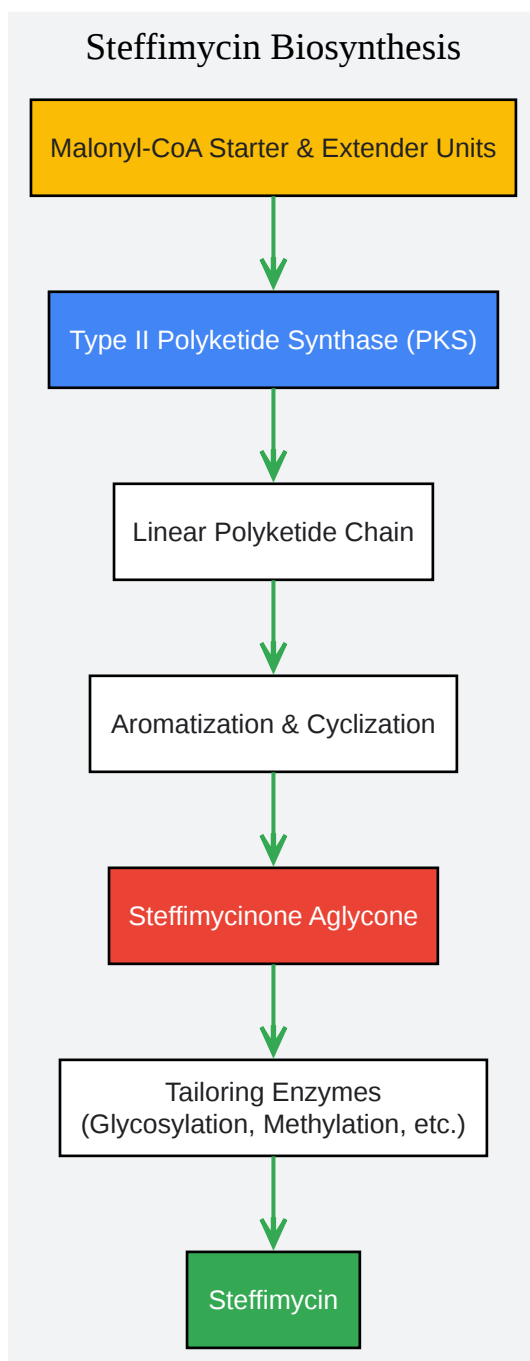 Steffimycin Biosynthesis
Malonyl-CoA Starter & Extender Units
Type II Polyketide Synthase (PKS)
Linear Polyketide Chain
Aromatization & Cyclization
Steffimycinone Aglycone
Tailoring Enzymes
(Glycosylation, Methylation, etc.)
Steffimycin